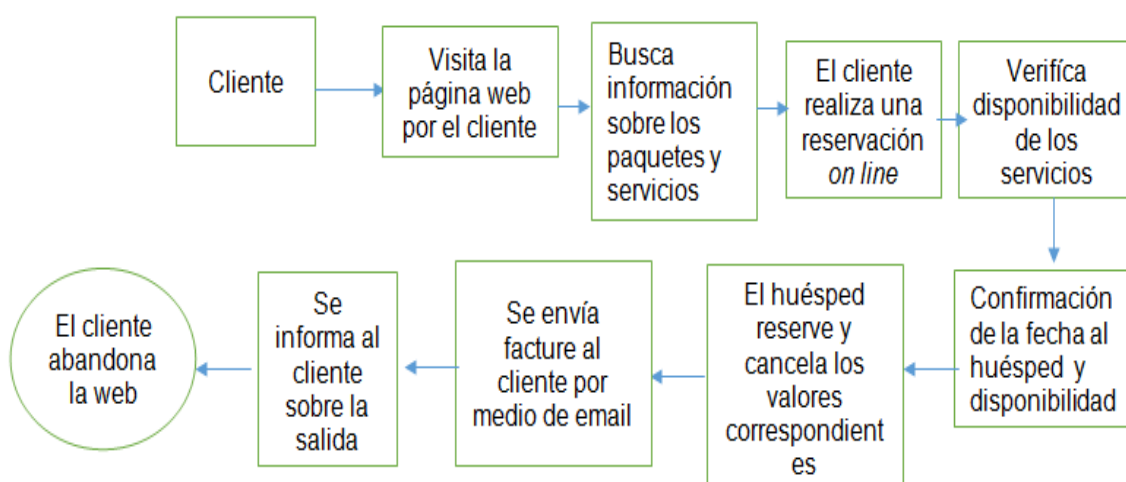 Cliente
Visita la
página web
por el cliente
Busca
información
sobre los
paquetes y
servicios
El cliente
realiza una
reservación
on line
Verifíca
disponibilidad
de los
servicios
Confirmación
de la fecha al
huésped y
disponibilidad
El huésped
reserve y
cancela los
valores
correspondient
es
Se envía
facture al
cliente por
medio de email
Se
informa al
cliente
sobre la
salida
El cliente
abandona
la web